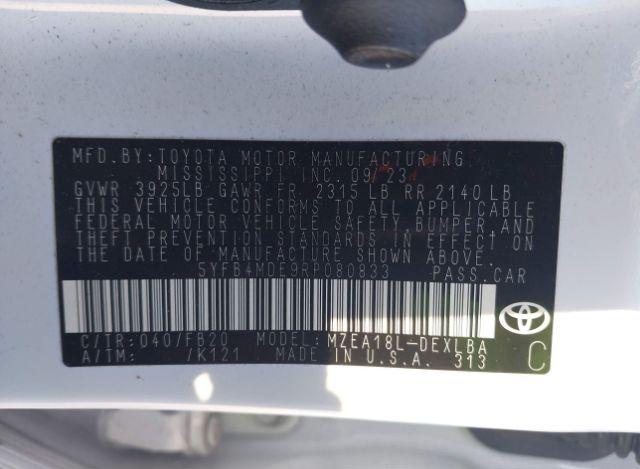 MFD.BY: TOYOTA MOTOR MANUFACTURING
MISSISSIPPI INC. 09/23
GVWR 3925LB GAWR FR 2315 LB RR 2140 LB
THIS VEHICLE CONFORMS TO ALL APPLICABLE
FEDERAL MOTOR VEHICLE SAFETY, BUMPER, AND
THEFT PREVENTION STANDARDS IN EFFECT ON
THE DATE OF MANUFACTURE SHOWN ABOVE.
5YFB4MDE9RP080833 PASS.CAR
C/TR: 040/FB20 MODEL: MZEA18L-DEXLBA
A/TM: /K121 MADE IN U.S.A. 313
C